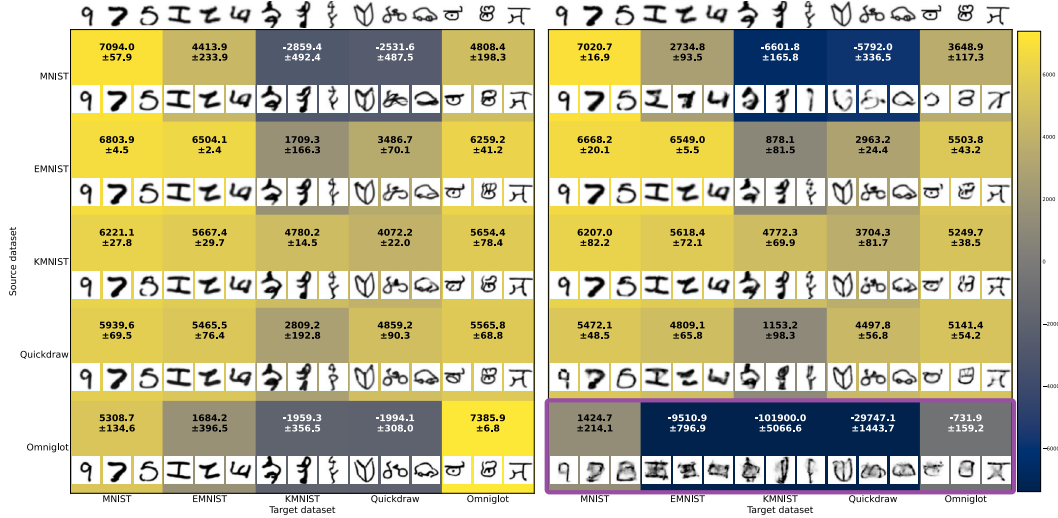 MNIST
7094.0 4413.9 -2859.4 -2531.6 4808.4 7020.7 2734.8 -6601.8 -5792.0 3648.9
±57.9 ±233.9 ±492.4 ±487.5 ±198.3 ±16.9 ±93.5 ±165.8 ±336.5 ±117.3
EMNIST
6803.9 6504.1 1709.3 3486.7 6259.2 6668.2 6549.0 878.1 2963.2 5503.8
±4.5 ±2.4 ±166.3 ±70.1 ±41.2 ±20.1 ±5.5 ±81.5 ±24.4 ±43.2
KMNIST
6221.1 5667.4 4780.2 4072.2 5654.4 6207.0 5618.4 4772.3 3704.3 5249.7
±27.8 ±29.7 ±14.5 ±22.0 ±78.4 ±82.2 ±72.1 ±69.9 ±81.7 ±38.5
Quickdraw
5939.6 5465.5 2809.2 4859.2 5565.8 5472.1 4809.1 1153.2 4497.8 5141.4
±69.5 ±76.4 ±192.8 ±90.3 ±68.8 ±48.5 ±65.8 ±98.3 ±56.8 ±54.2
Omniglot
5308.7 1684.2 -1959.3 -1994.1 7385.9 1424.7 -9510.9 -101900.0 -29747.1 -731.9
±134.6 ±396.5 ±356.5 ±308.0 ±6.8 ±214.1 ±796.9 ±5066.6 ±1443.7 ±159.2
MNIST EMNIST KMNIST Quickdraw Omniglot MNIST EMNIST KMNIST Quickdraw Omniglot
Target dataset Target dataset
Source dataset
6000
4000
2000
0
−2000
−4000
−6000